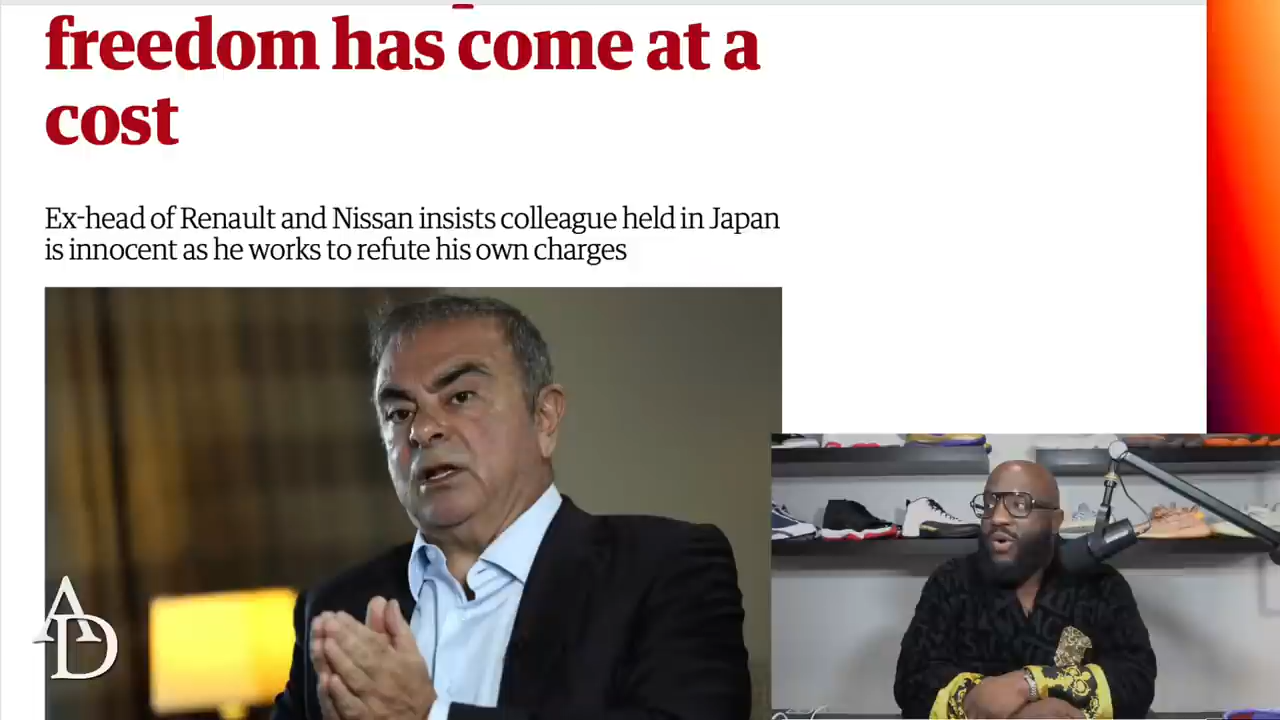 freedom has come at a
cost
Ex-head of Renault and Nissan insists colleague held in Japan
is innocent as he works to refute his own charges
AD